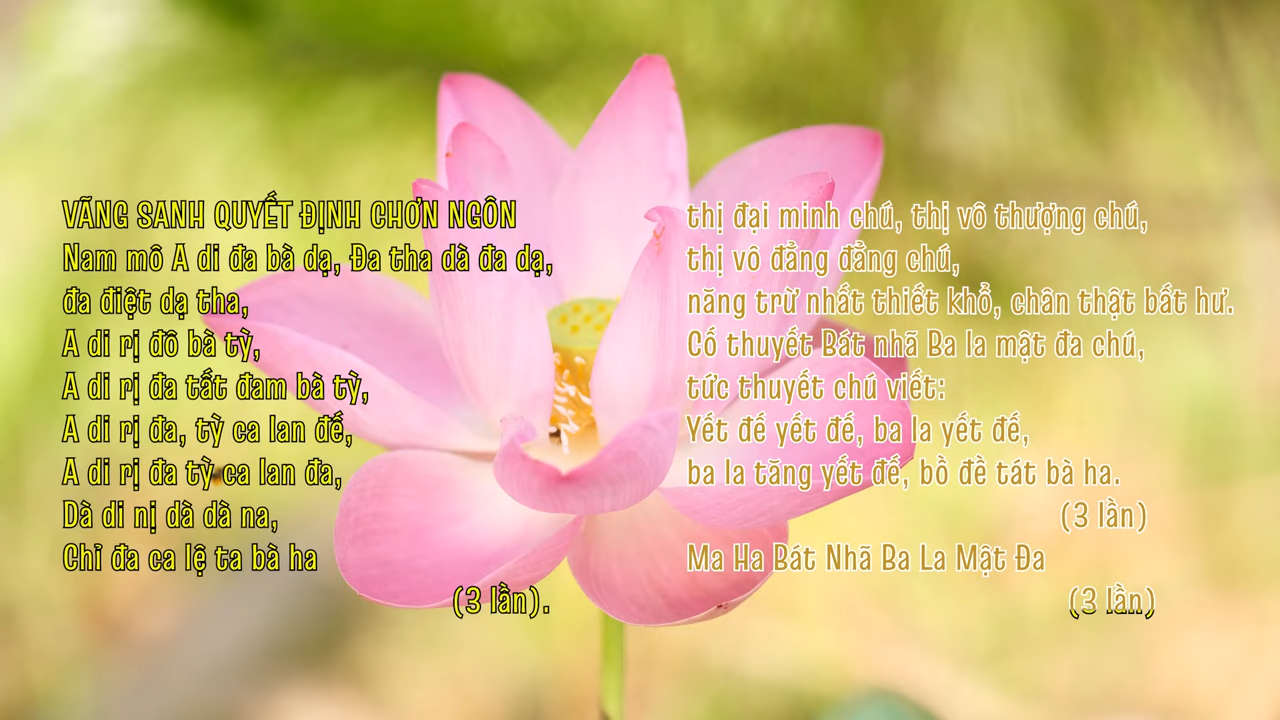 VÃNG SANH QUYẾT ĐỊNH CHƠN NGÔN
Nam mô A di đa bà dạ, Đa tha dà đa dạ,
đa điệt dạ tha,
A di rị đô bà tỳ,
A di rị đa tất đam bà tỳ,
A di rị đa, tỳ ca lan đế,
A di rị đa tỳ ca lan đa,
Dà di nị dà dà na,
Chỉ đa ca lệ ta bà ha
(3 lần).
thị đại minh chú, thị vô thượng chú,
thị vô đẳng đẳng chú,
năng trừ nhất thiết khổ, chân thật bất hư.
Cố thuyết Bát nhã Ba la mật đa chú,
tức thuyết chú viết:
Yết đế yết đế, ba la yết đế,
ba la tăng yết đế, bồ đề tát bà ha.
(3 lần)
Ma Ha Bát Nhã Ba La Mật Đa
(3 lần)